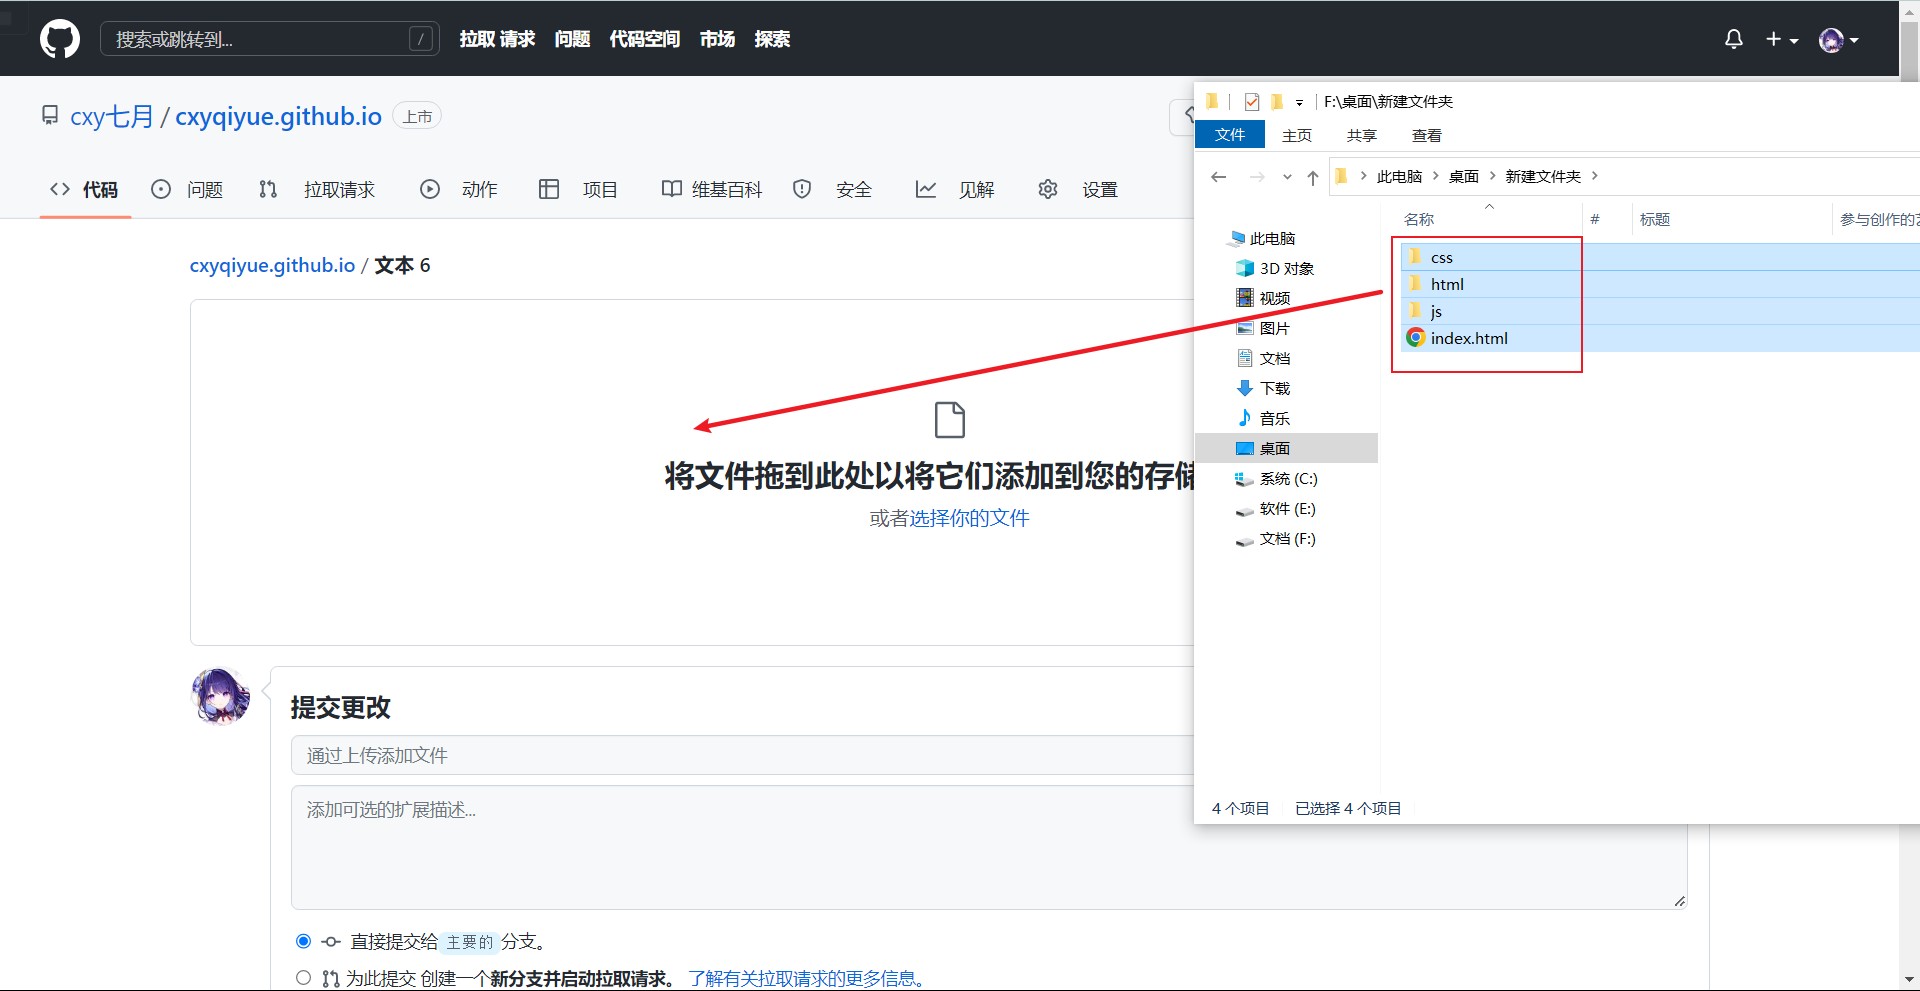 搜索或跳转到... /
拉取 请求 问题 代码空间 市场 探索
cxy七月 / cxyqiyue.github.io 上市
代码 问题 拉取请求 动作 项目 维基百科 安全 见解 设置
cxyqiyue.github.io / 文本 6
将文件拖到此处以将它们添加到您的存储
或者选择你的文件
提交更改
通过上传添加文件
添加可选的扩展描述...
直接提交给 主要的 分支。
为此提交 创建一个新分支并启动拉取请求。 了解有关拉取请求的更多信息。
F:\桌面\新建文件夹
文件 主页 共享 查看
此电脑 桌面 新建文件夹
名称 # 标题 参与创作的
此电脑
3D 对象
视频
图片
文档
下载
音乐
桌面
系统 (C:)
软件 (E:)
文档 (F:)
css
html
js
index.html
4 个项目 已选择 4 个项目